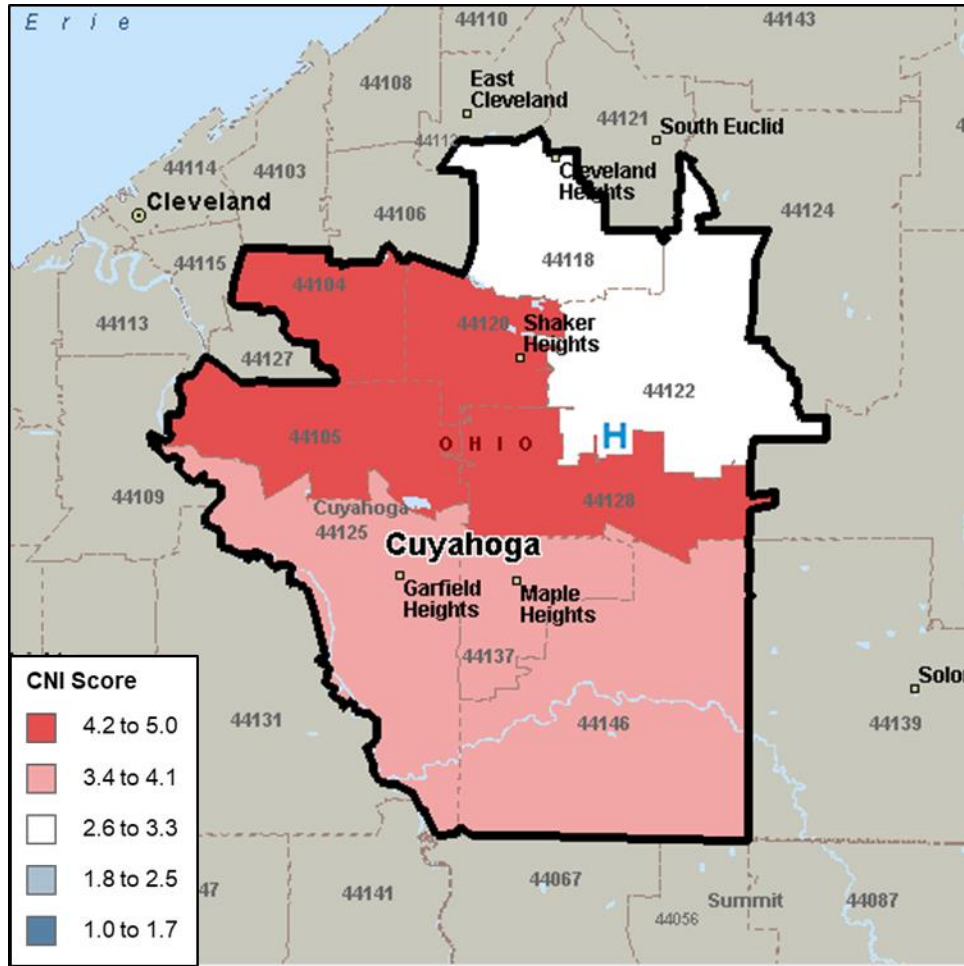 Erie
44110
44143
44108
East
Cleveland
44121
South Euclid
44112
44114
44103
Cleveland
Heights
Cleveland
44106
44124
44115
44118
44104
44113
44120
Shaker
Heights
44127
44122
44105
OHIO
H
44109
44128
Cuyahoga
44125
Cuyahoga
Garfield
Heights
Maple
Heights
44137
CNI Score
4.2 to 5.0
3.4 to 4.1
2.6 to 3.3
1.8 to 2.5
1.0 to 1.7
44131
44146
Solo
44139
47
44141
44067
44056
Summit
44087